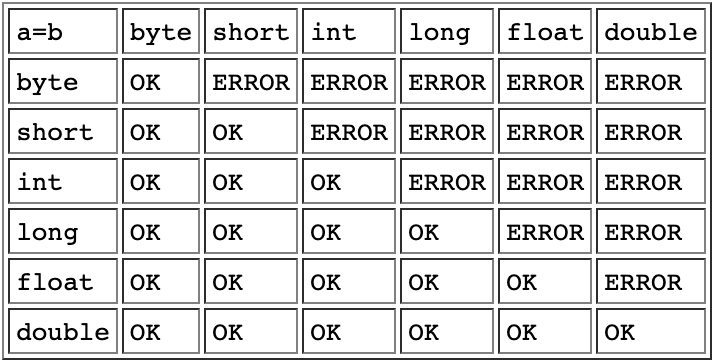 a=b byte short int long float double
byte OK ERROR ERROR ERROR ERROR ERROR
short OK OK ERROR ERROR ERROR ERROR
int OK OK OK ERROR ERROR ERROR
long OK OK OK OK ERROR ERROR
float OK OK OK OK OK ERROR
double OK OK OK OK OK OK